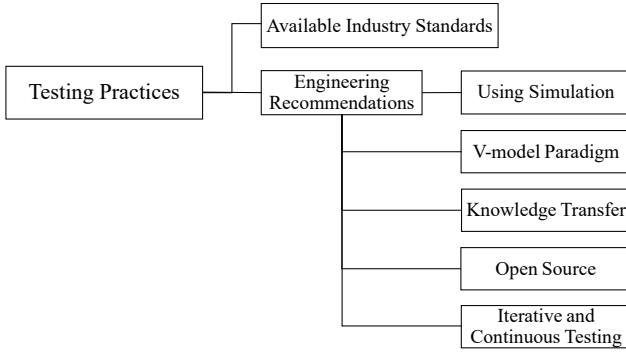 Available Industry Standards
Testing Practices
Engineering
Recommendations
Using Simulation
V-model Paradigm
Knowledge Transfer
Open Source
Iterative and
Continuous Testing